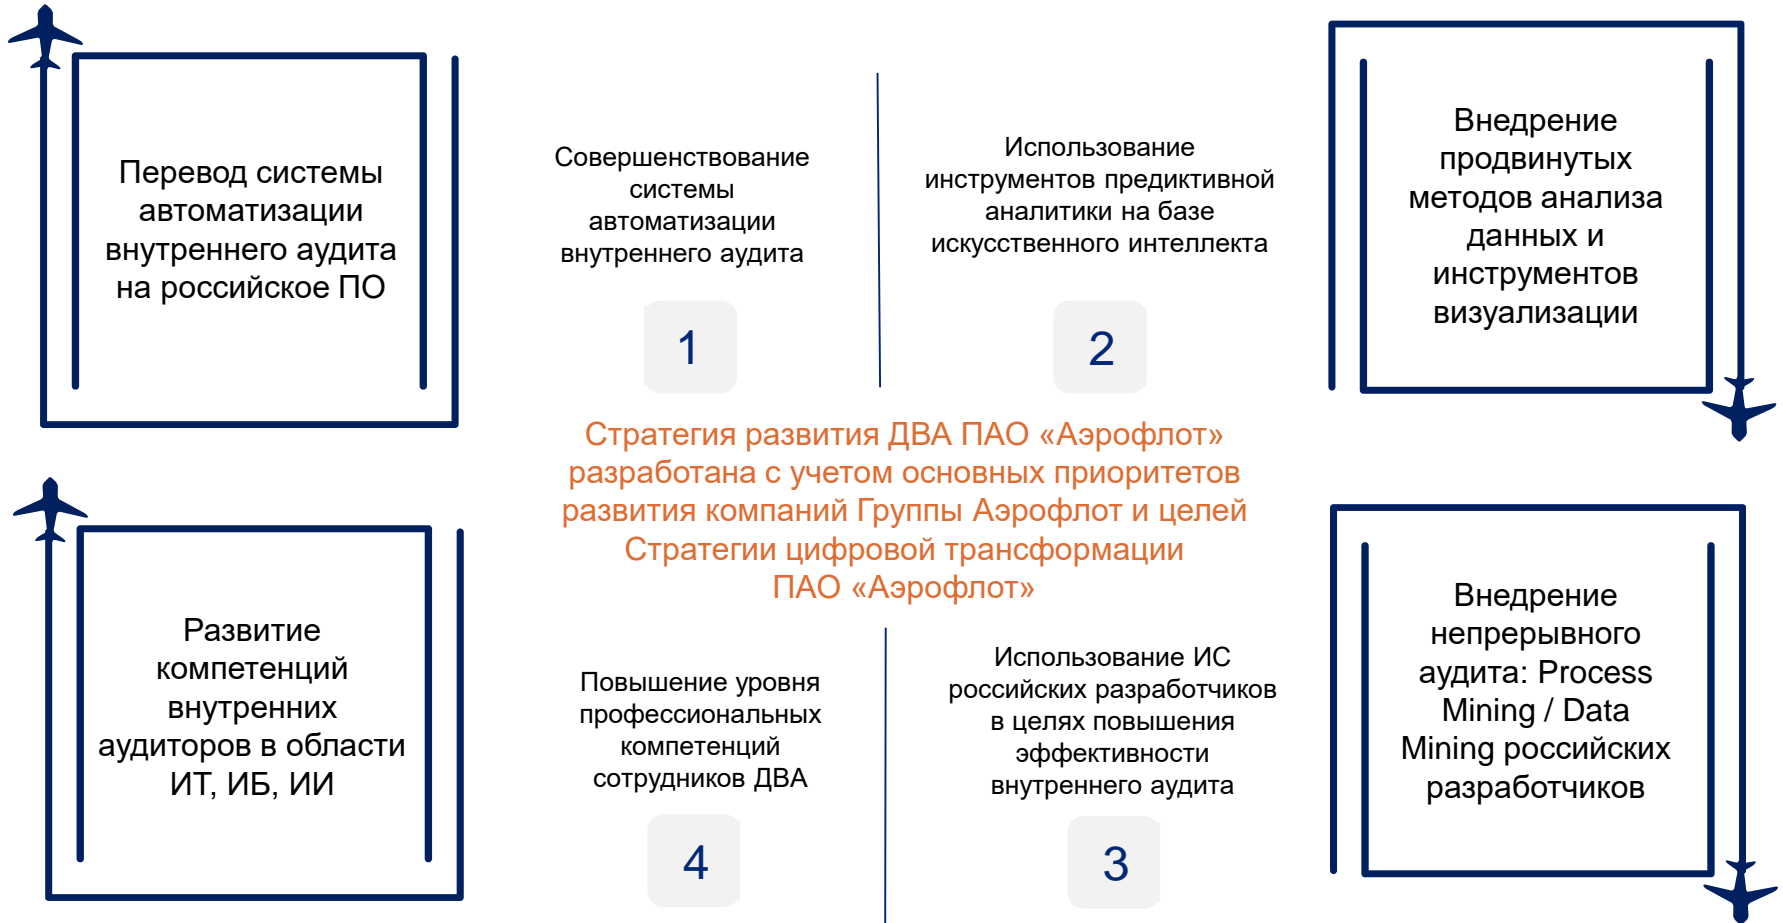 Перевод системы
автоматизации
внутреннего аудита
на российское ПО
Совершенствование
системы
автоматизации
внутреннего аудита
1
Использование
инструментов предиктивной
аналитики на базе
искусственного интеллекта
2
Внедрение
продвинутых
методов анализа
данных и
инструментов
визуализации
Стратегия развития ДВА ПАО «Аэрофлот»
разработана с учетом основных приоритетов
развития компаний Группы Аэрофлот и целей
Стратегии цифровой трансформации
ПАО «Аэрофлот»
Развитие
компетенций
внутренних
аудиторов в области
ИТ, ИБ, ИИ
Повышение уровня
профессиональных
компетенций
сотрудников ДВА
4
Использование ИС
российских разработчиков
в целях повышения
эффективности
внутреннего аудита
3
Внедрение
непрерывного
аудита: Process
Mining / Data
Mining российских
разработчиков